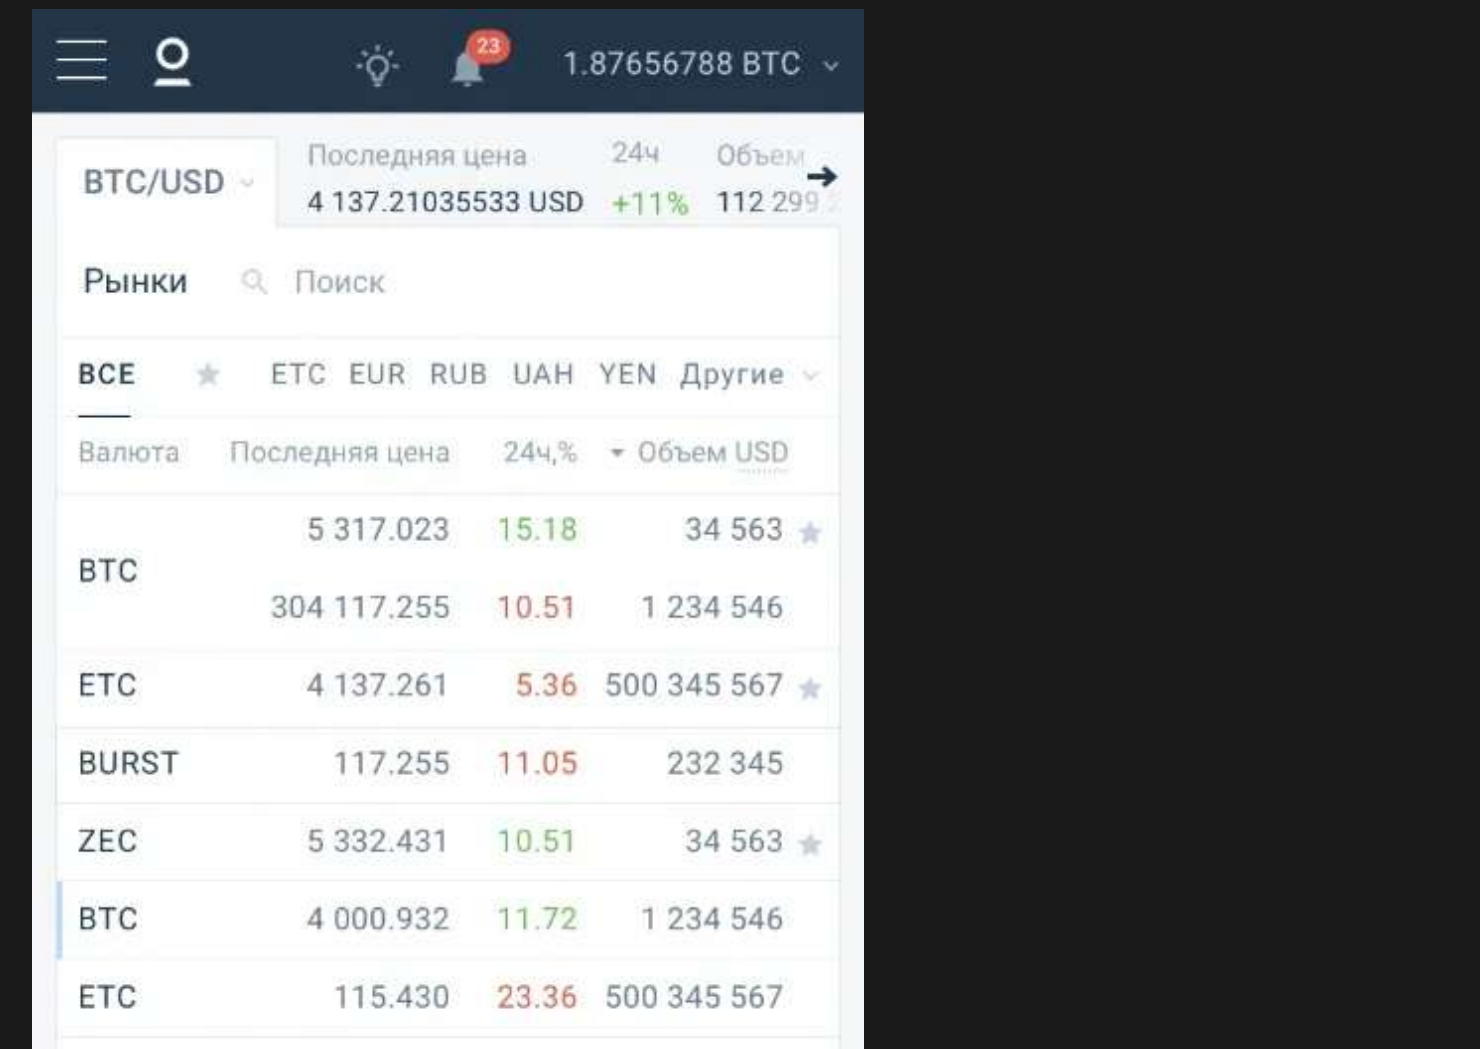 23
1.87656788 BTC
BTC/USD
Последняя цена 24ч Объем
4 137.21035533 USD +11% 112 299
Рынки Поиск
ВСЕ ETC EUR RUB UAH YEN Другие
Валюта Последняя цена 24ч,% Объем USD
5 317.023 15.18 34 563
BTC
304 117.255 10.51 1 234 546
ETC 4 137.261 5.36 500 345 567
BURST 117.255 11.05 232 345
ZEC 5 332.431 10.51 34 563
BTC 4 000.932 11.72 1 234 546
ETC 115.430 23.36 500 345 567